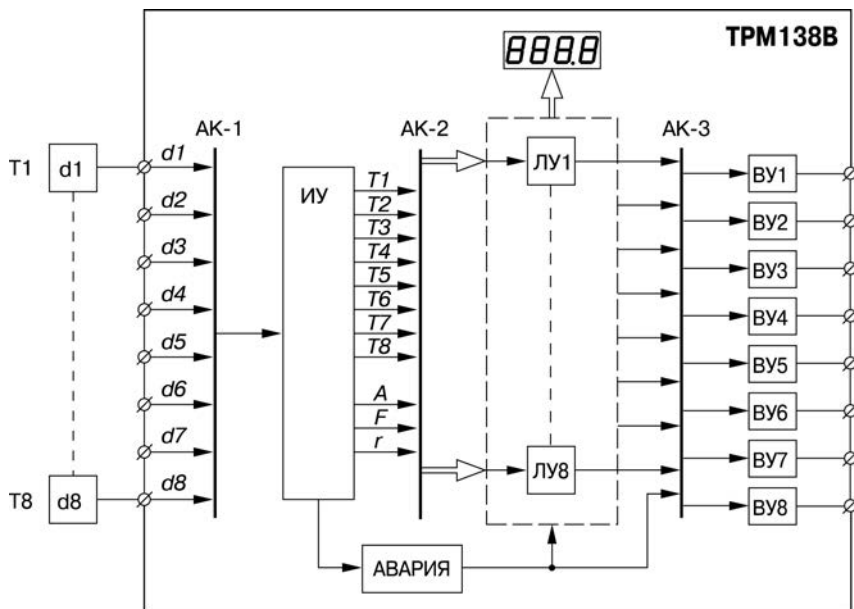 888.8
ТРМ138В
АК-1
АК-2
АК-3
Т1
d1
d1
d2
d3
d4
d5
d6
d7
d8
Т8
d8
ИУ
T1
T2
T3
T4
T5
T6
T7
T8
A
F
r
ЛУ1
ЛУ8
АВАРИЯ
ВУ1
ВУ2
ВУ3
ВУ4
ВУ5
ВУ6
ВУ7
ВУ8